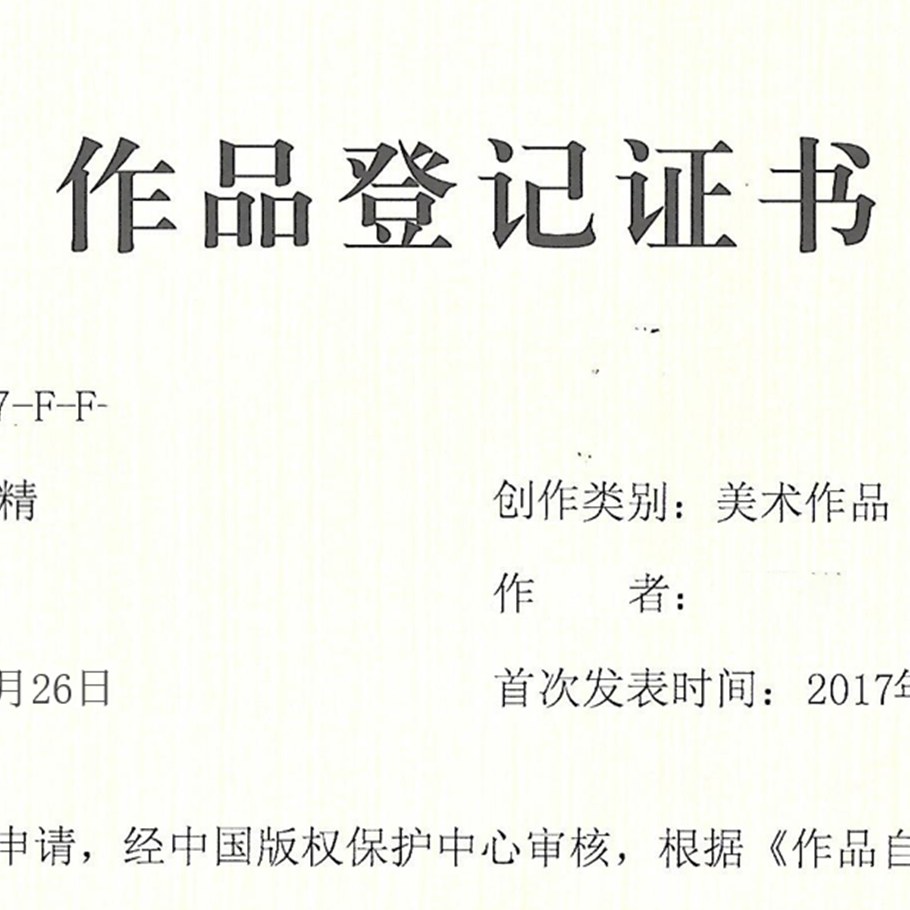 作品登记证书
7-F-F-
精 创作类别：美术作品
作 者：
月26日 首次发表时间：2017年
申请，经中国版权保护中心审核，根据《作品自